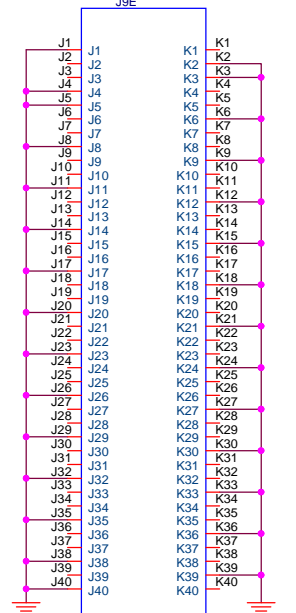 J9E
J1 J1 K1 K1
J2 J2 K2 K2
J3 J3 K3 K3
J4 J4 K4 K4
J5 J5 K5 K5
J6 J6 K6 K6
J7 J7 K7 K7
J8 J8 K8 K8
J9 J9 K9 K9
J10 J10 K10 K10
J11 J11 K11 K11
J12 J12 K12 K12
J13 J13 K13 K13
J14 J14 K14 K14
J15 J15 K15 K15
J16 J16 K16 K16
J17 J17 K17 K17
J18 J18 K18 K18
J19 J19 K19 K19
J20 J20 K20 K20
J21 J21 K21 K21
J22 J22 K22 K22
J23 J23 K23 K23
J24 J24 K24 K24
J25 J25 K25 K25
J26 J26 K26 K26
J27 J27 K27 K27
J28 J28 K28 K28
J29 J29 K29 K29
J30 J30 K30 K30
J31 J31 K31 K31
J32 J32 K32 K32
J33 J33 K33 K33
J34 J34 K34 K34
J35 J35 K35 K35
J36 J36 K36 K36
J37 J37 K37 K37
J38 J38 K38 K38
J39 J39 K39 K39
J40 J40 K40 K40